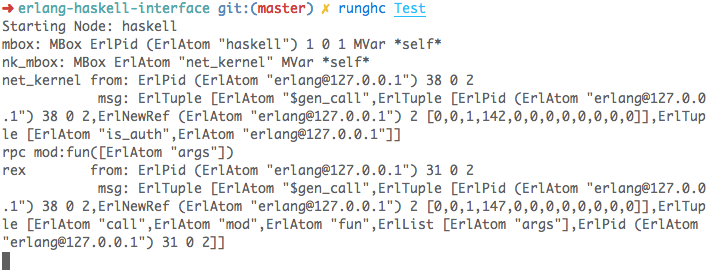 ➜ erlang-haskell-interface git:(master) ✗ runghc Test
Starting Node: haskell
mbox: MBox ErlPid (ErlAtom "haskell") 1 0 1 MVar *self*
nk_mbox: MBox ErlAtom "net_kernel" MVar *self*
net_kernel from: ErlPid (ErlAtom "erlang@127.0.0.1") 38 0 2
            msg: ErlTuple [ErlAtom "$gen_call",ErlTuple [ErlPid (ErlAtom "erlang@127.0.0
.1") 38 0 2,ErlNewRef (ErlAtom "erlang@127.0.0.1") 2 [0,0,1,142,0,0,0,0,0,0,0,0]],ErlTup
le [ErlAtom "is_auth",ErlAtom "erlang@127.0.0.1"]]
rpc mod:fun([ErlAtom "args"])
rex        from: ErlPid (ErlAtom "erlang@127.0.0.1") 31 0 2
            msg: ErlTuple [ErlAtom "$gen_call",ErlTuple [ErlPid (ErlAtom "erlang@127.0.0
.1") 38 0 2,ErlNewRef (ErlAtom "erlang@127.0.0.1") 2 [0,0,1,147,0,0,0,0,0,0,0,0]],ErlTup
le [ErlAtom "call",ErlAtom "mod",ErlAtom "fun",ErlList [ErlAtom "args"],ErlPid (ErlAtom
"erlang@127.0.0.1") 31 0 2]]